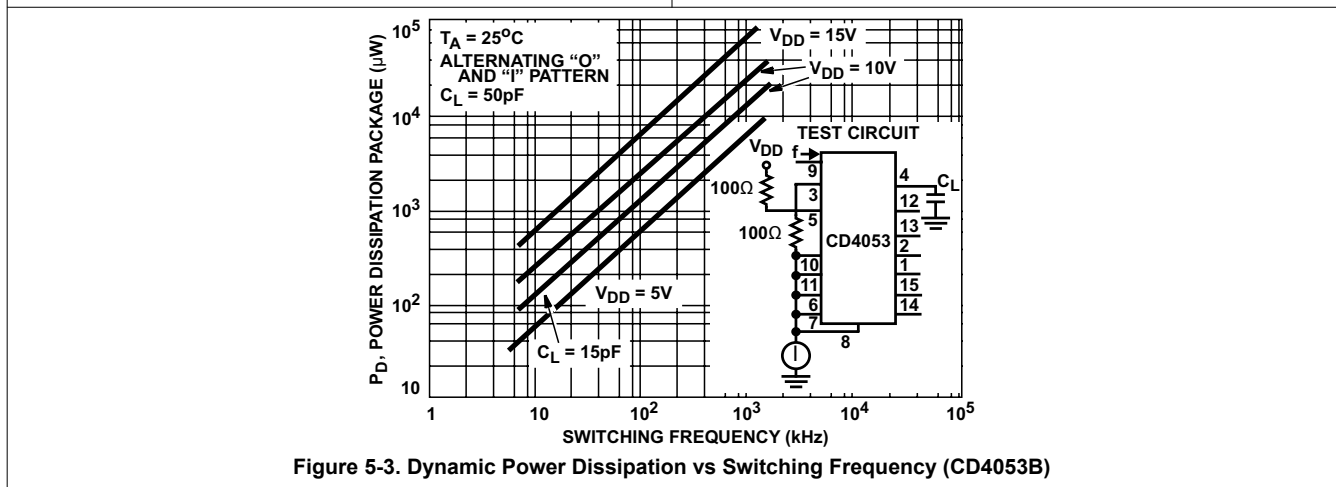 P_D, POWER DISSIPATION PACKAGE (μW)
10⁵
10⁴
10³
10²
10
T_A = 25°C
ALTERNATING “O”
AND “I” PATTERN
C_L = 50pF
V_DD = 15V
V_DD = 10V
V_DD = 5V
C_L = 15pF
TEST CIRCUIT
V_DD
f
100Ω
100Ω
9
3
5
10
11
6
7
8
CD4053
4
12
13
2
1
15
14
C_L
I
1
10
10²
10³
10⁴
10⁵
SWITCHING FREQUENCY (kHz)
Figure 5-3. Dynamic Power Dissipation vs Switching Frequency (CD4053B)